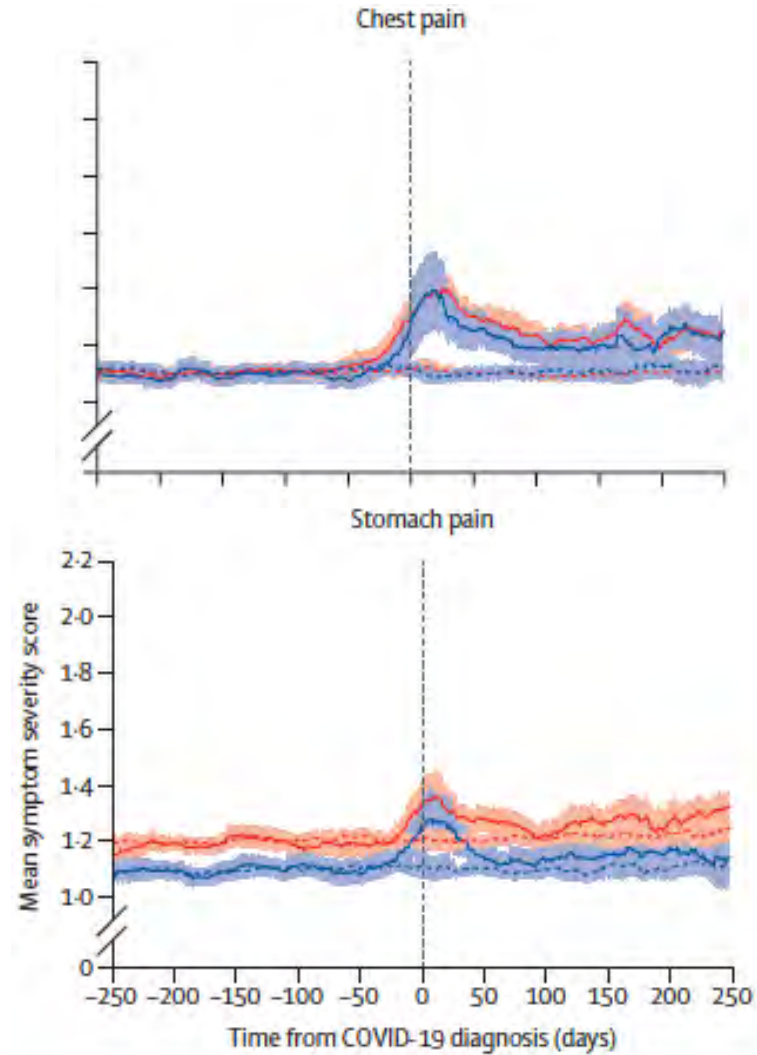 Chest pain
Stomach pain
2·2
2·0
1·8
1·6
1·4
1·2
1·0
0
Mean symptom severity score
−250 −200 −150 −100 −50 0 50 100 150 200 250
Time from COVID-19 diagnosis (days)